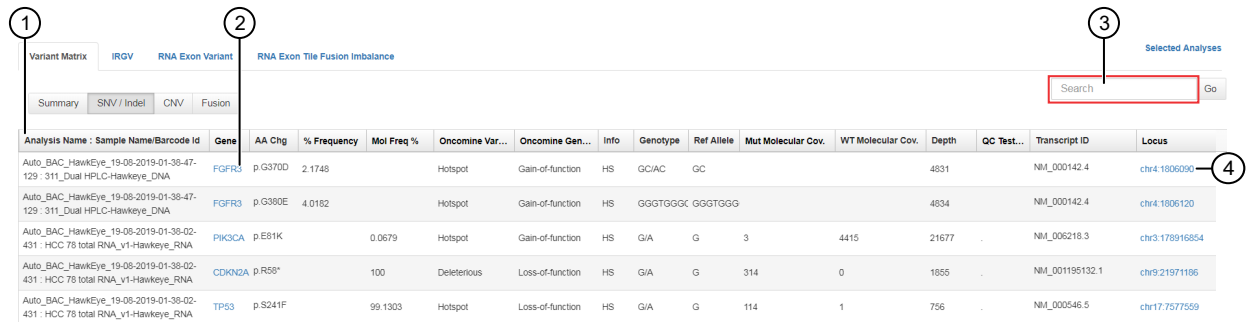 1 2 3
Variant Matrix IRGV RNA Exon Variant RNA Exon Tile Fusion Imbalance Selected Analyses
Search Go
Summary SNV / Indel CNV Fusion
Analysis Name : Sample Name/Barcode Id Gene AA Chg % Frequency Mol Freq % Oncomine Var... Oncomine Gen... Info Genotype Ref Allele Mut Molecular Cov. WT Molecular Cov. Depth QC Test... Transcript ID Locus
Auto_BAC_HawkEye_19-08-2019-01-38-47-
129 : 311_Dual HPLC-Hawkeye_DNA FGFR3 p.G370D 2.1748 Hotspot Gain-of-function HS GC/AC GC 4831 NM_000142.4 chr4:1806090 4
Auto_BAC_HawkEye_19-08-2019-01-38-47-
129 : 311_Dual HPLC-Hawkeye_DNA FGFR3 p.G380E 4.0182 Hotspot Gain-of-function HS GGGTGGGC GGGTGGG 4834 NM_000142.4 chr4:1806120
Auto_BAC_HawkEye_19-08-2019-01-38-02-
431 : HCC 78 total RNA_v1-Hawkeye_RNA PIK3CA p.E81K 0.0679 Hotspot Gain-of-function HS G/A G 3 4415 21677 . NM_006218.3 chr3:178916854
Auto_BAC_HawkEye_19-08-2019-01-38-02-
431 : HCC 78 total RNA_v1-Hawkeye_RNA CDKN2A p.R58* 100 Deleterious Loss-of-function HS G/A G 314 0 1855 . NM_001195132.1 chr9:21971186
Auto_BAC_HawkEye_19-08-2019-01-38-02-
431 : HCC 78 total RNA_v1-Hawkeye_RNA TP53 p.S241F 99.1303 Hotspot Loss-of-function HS G/A G 114 1 756 . NM_000546.5 chr17:7577559